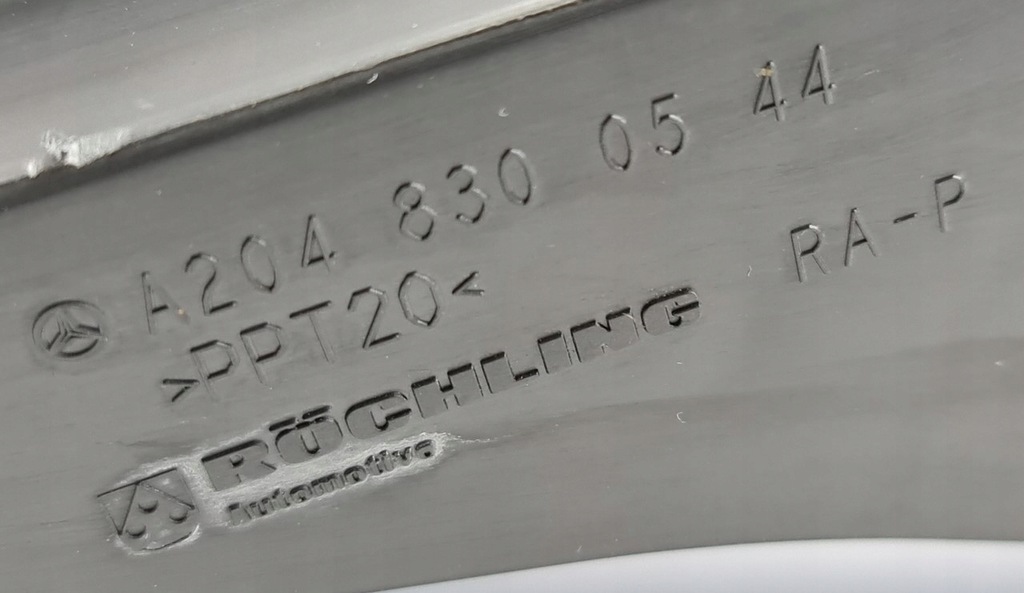 A204 830 05 44
>PPT20<
RA-P
RÖCHLING
Automotive